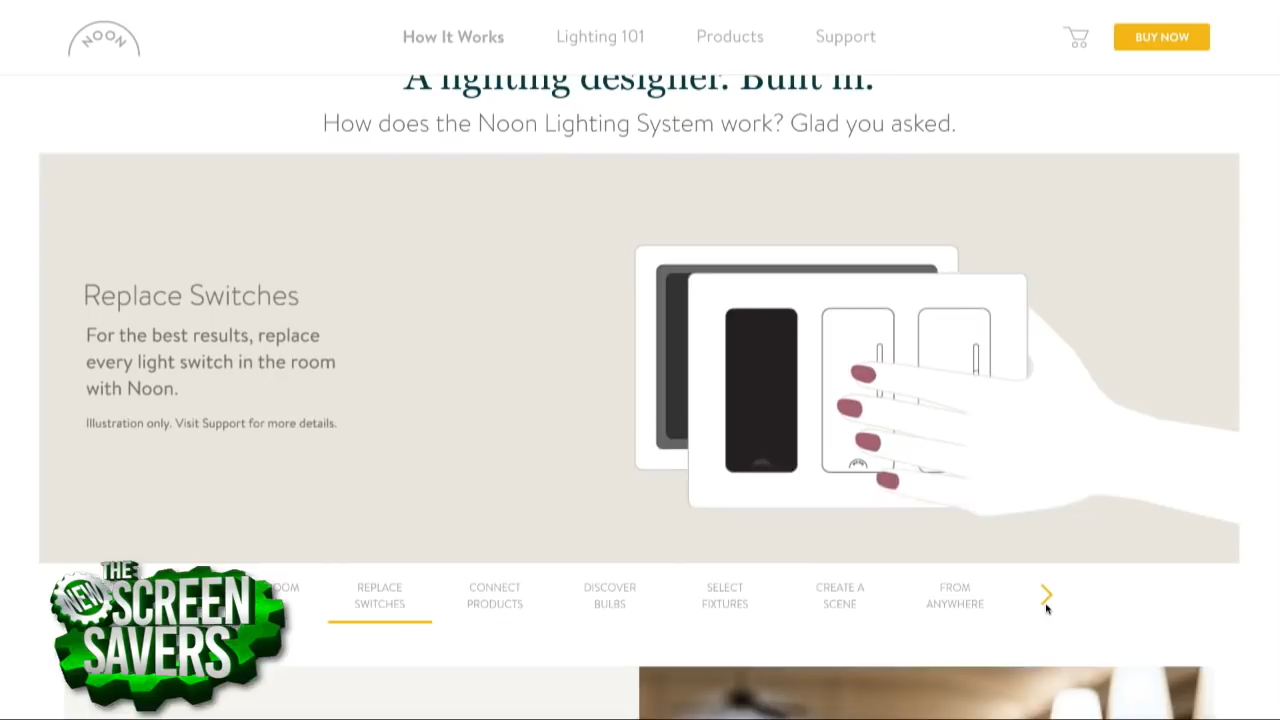 NOON
How It Works
Lighting 101
Products
Support
BUY NOW
A lighting designer. Built in.
How does the Noon Lighting System work? Glad you asked.
Replace Switches
For the best results, replace
every light switch in the room
with Noon.
Illustration only. Visit Support for more details.
REPLACE
SWITCHES
CONNECT
PRODUCTS
DISCOVER
BULBS
SELECT
FIXTURES
CREATE A
SCENE
FROM
ANYWHERE
THE
NEW
SCREEN
SAVERS